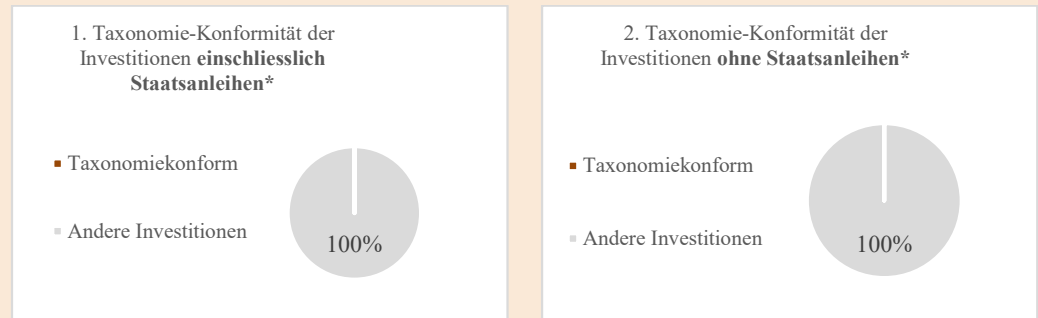 1. Taxonomie-Konformität der
Investitionen einschliesslich
Staatsanleihen*
Taxonomiekonform
Andere Investitionen
100%
2. Taxonomie-Konformität der
Investitionen ohne Staatsanleihen*
Taxonomiekonform
Andere Investitionen
100%